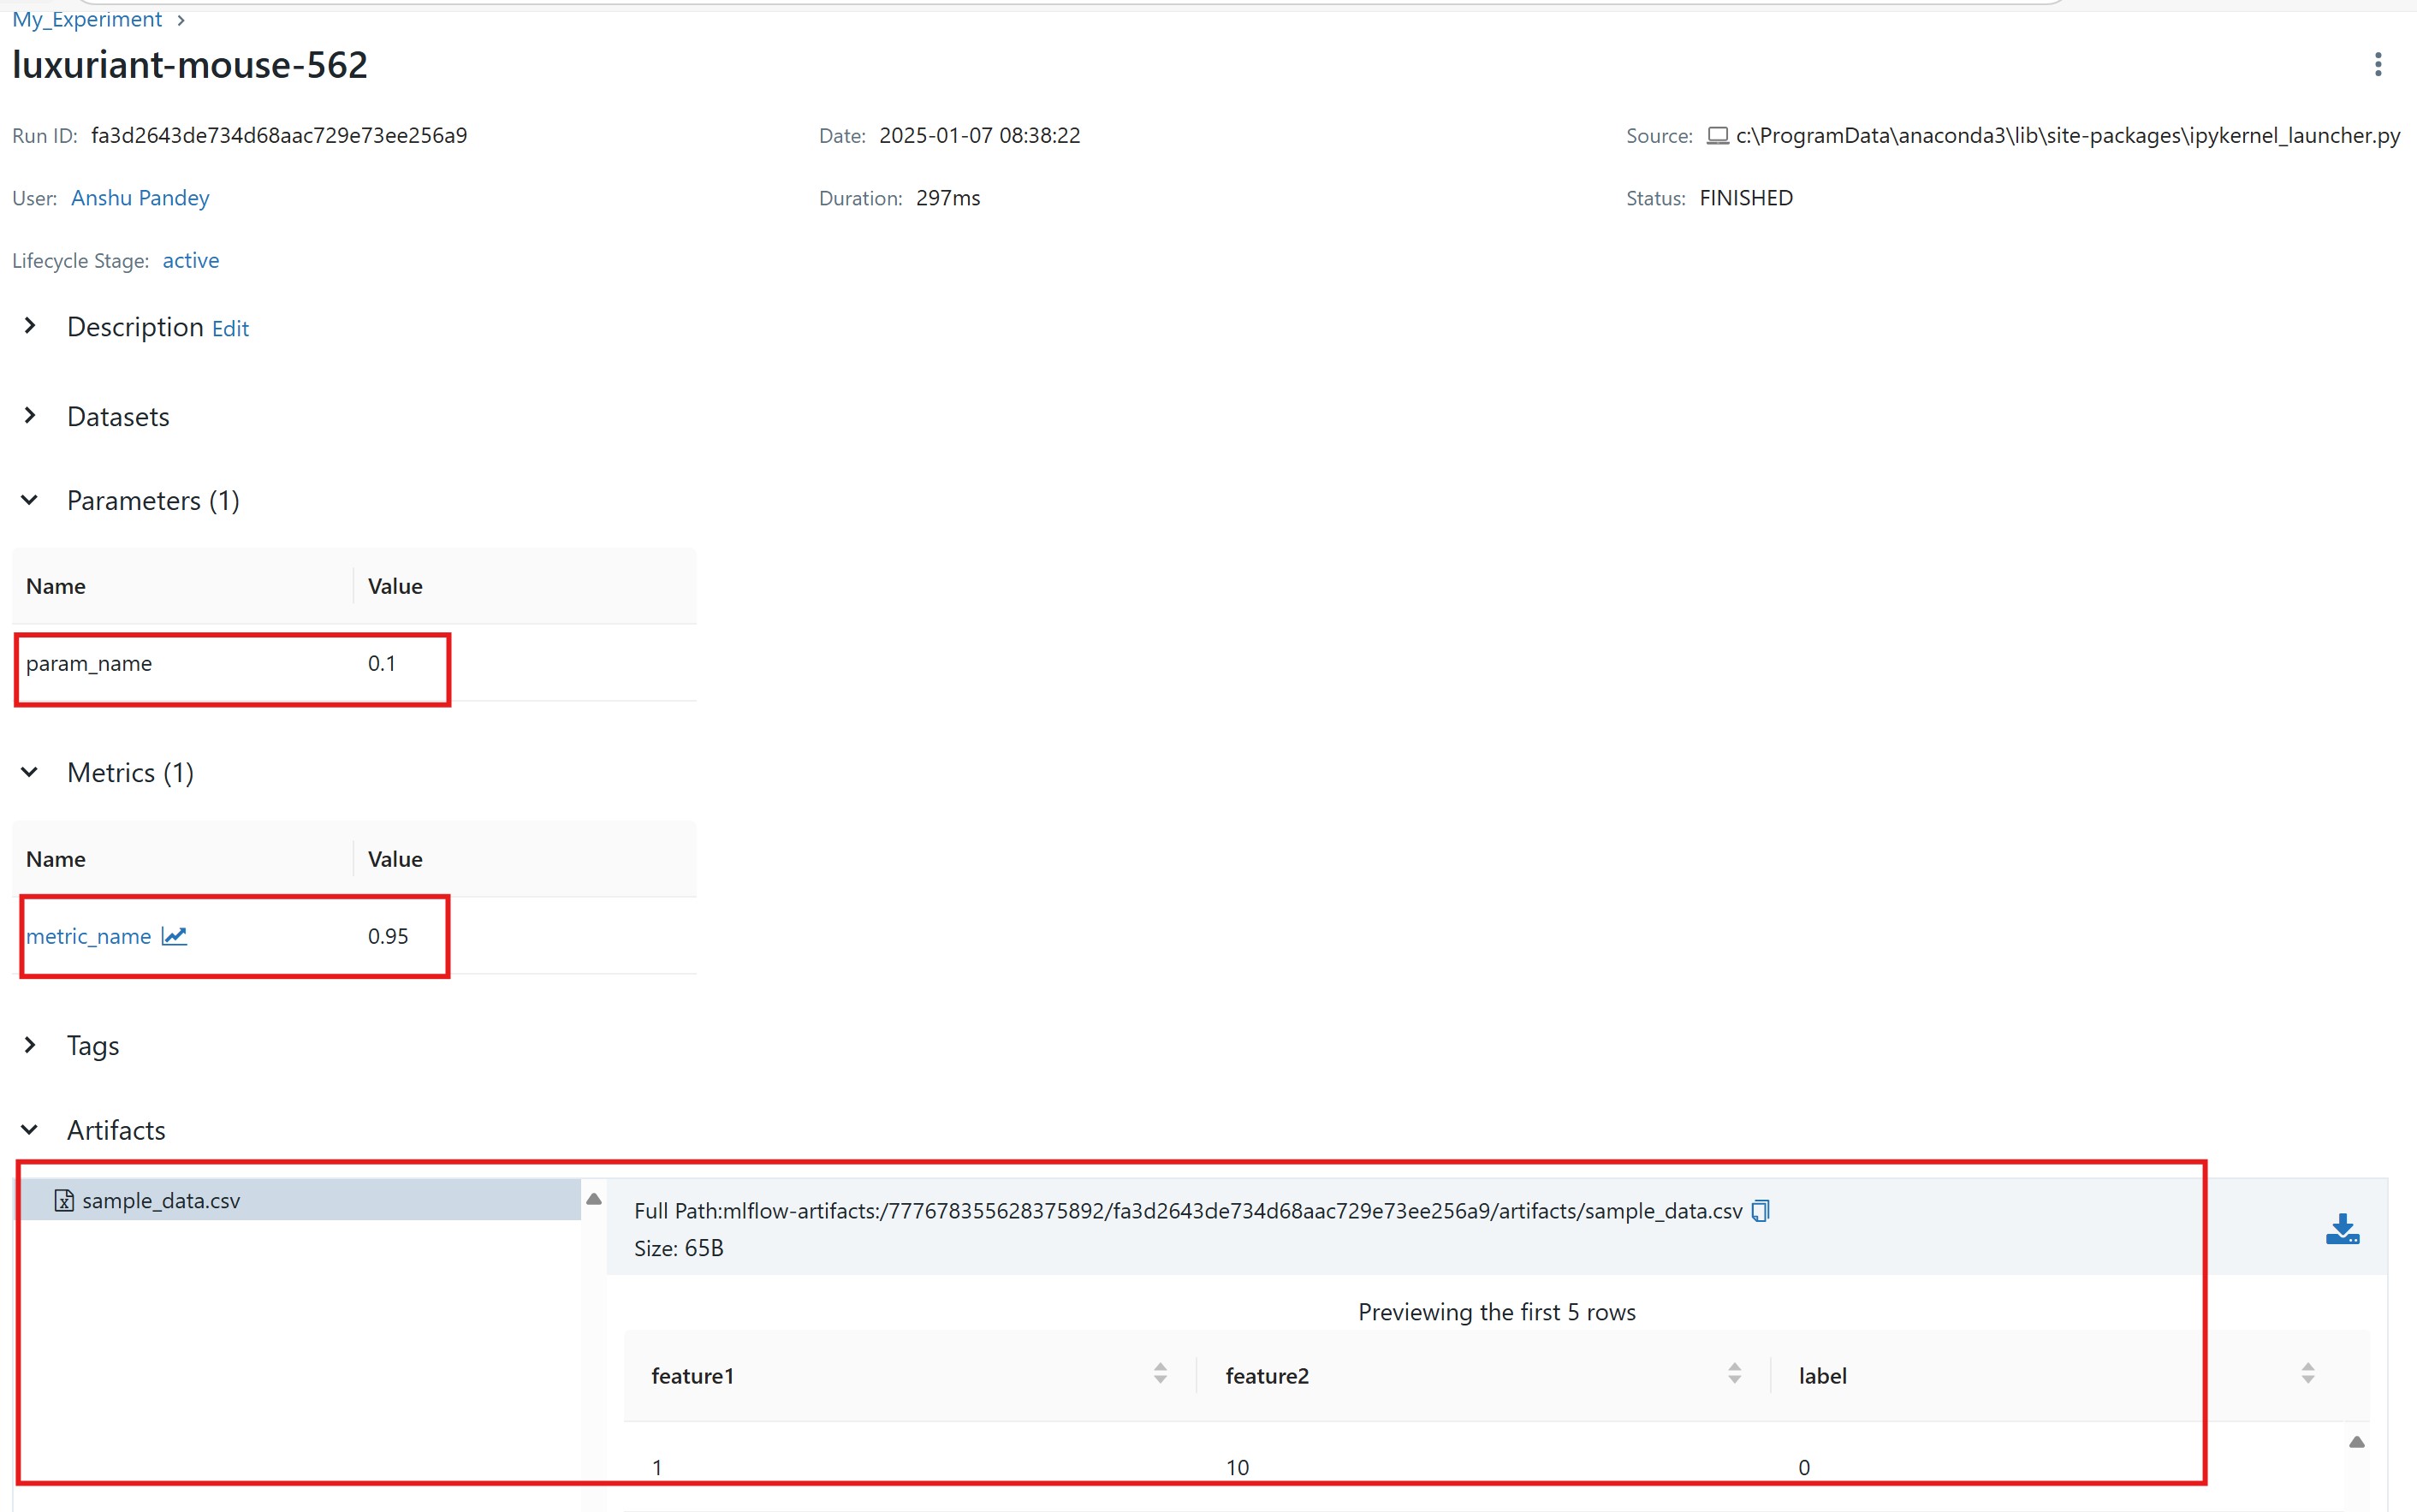 My_Experiment
luxuriant-mouse-562
Run ID: fa3d2643de734d68aac729e73ee256a9 Date: 2025-01-07 08:38:22 Source: c:\ProgramData\anaconda3\lib\site-packages\ipykernel_launcher.py
User: Anshu Pandey Duration: 297ms Status: FINISHED
Lifecycle Stage: active
Description Edit
Datasets
Parameters (1)
Name Value
param_name 0.1
Metrics (1)
Name Value
metric_name 0.95
Tags
Artifacts
sample_data.csv
Full Path:mlflow-artifacts:/777678355628375892/fa3d2643de734d68aac729e73ee256a9/artifacts/sample_data.csv
Size: 65B
Previewing the first 5 rows
feature1 feature2 label
1 10 0